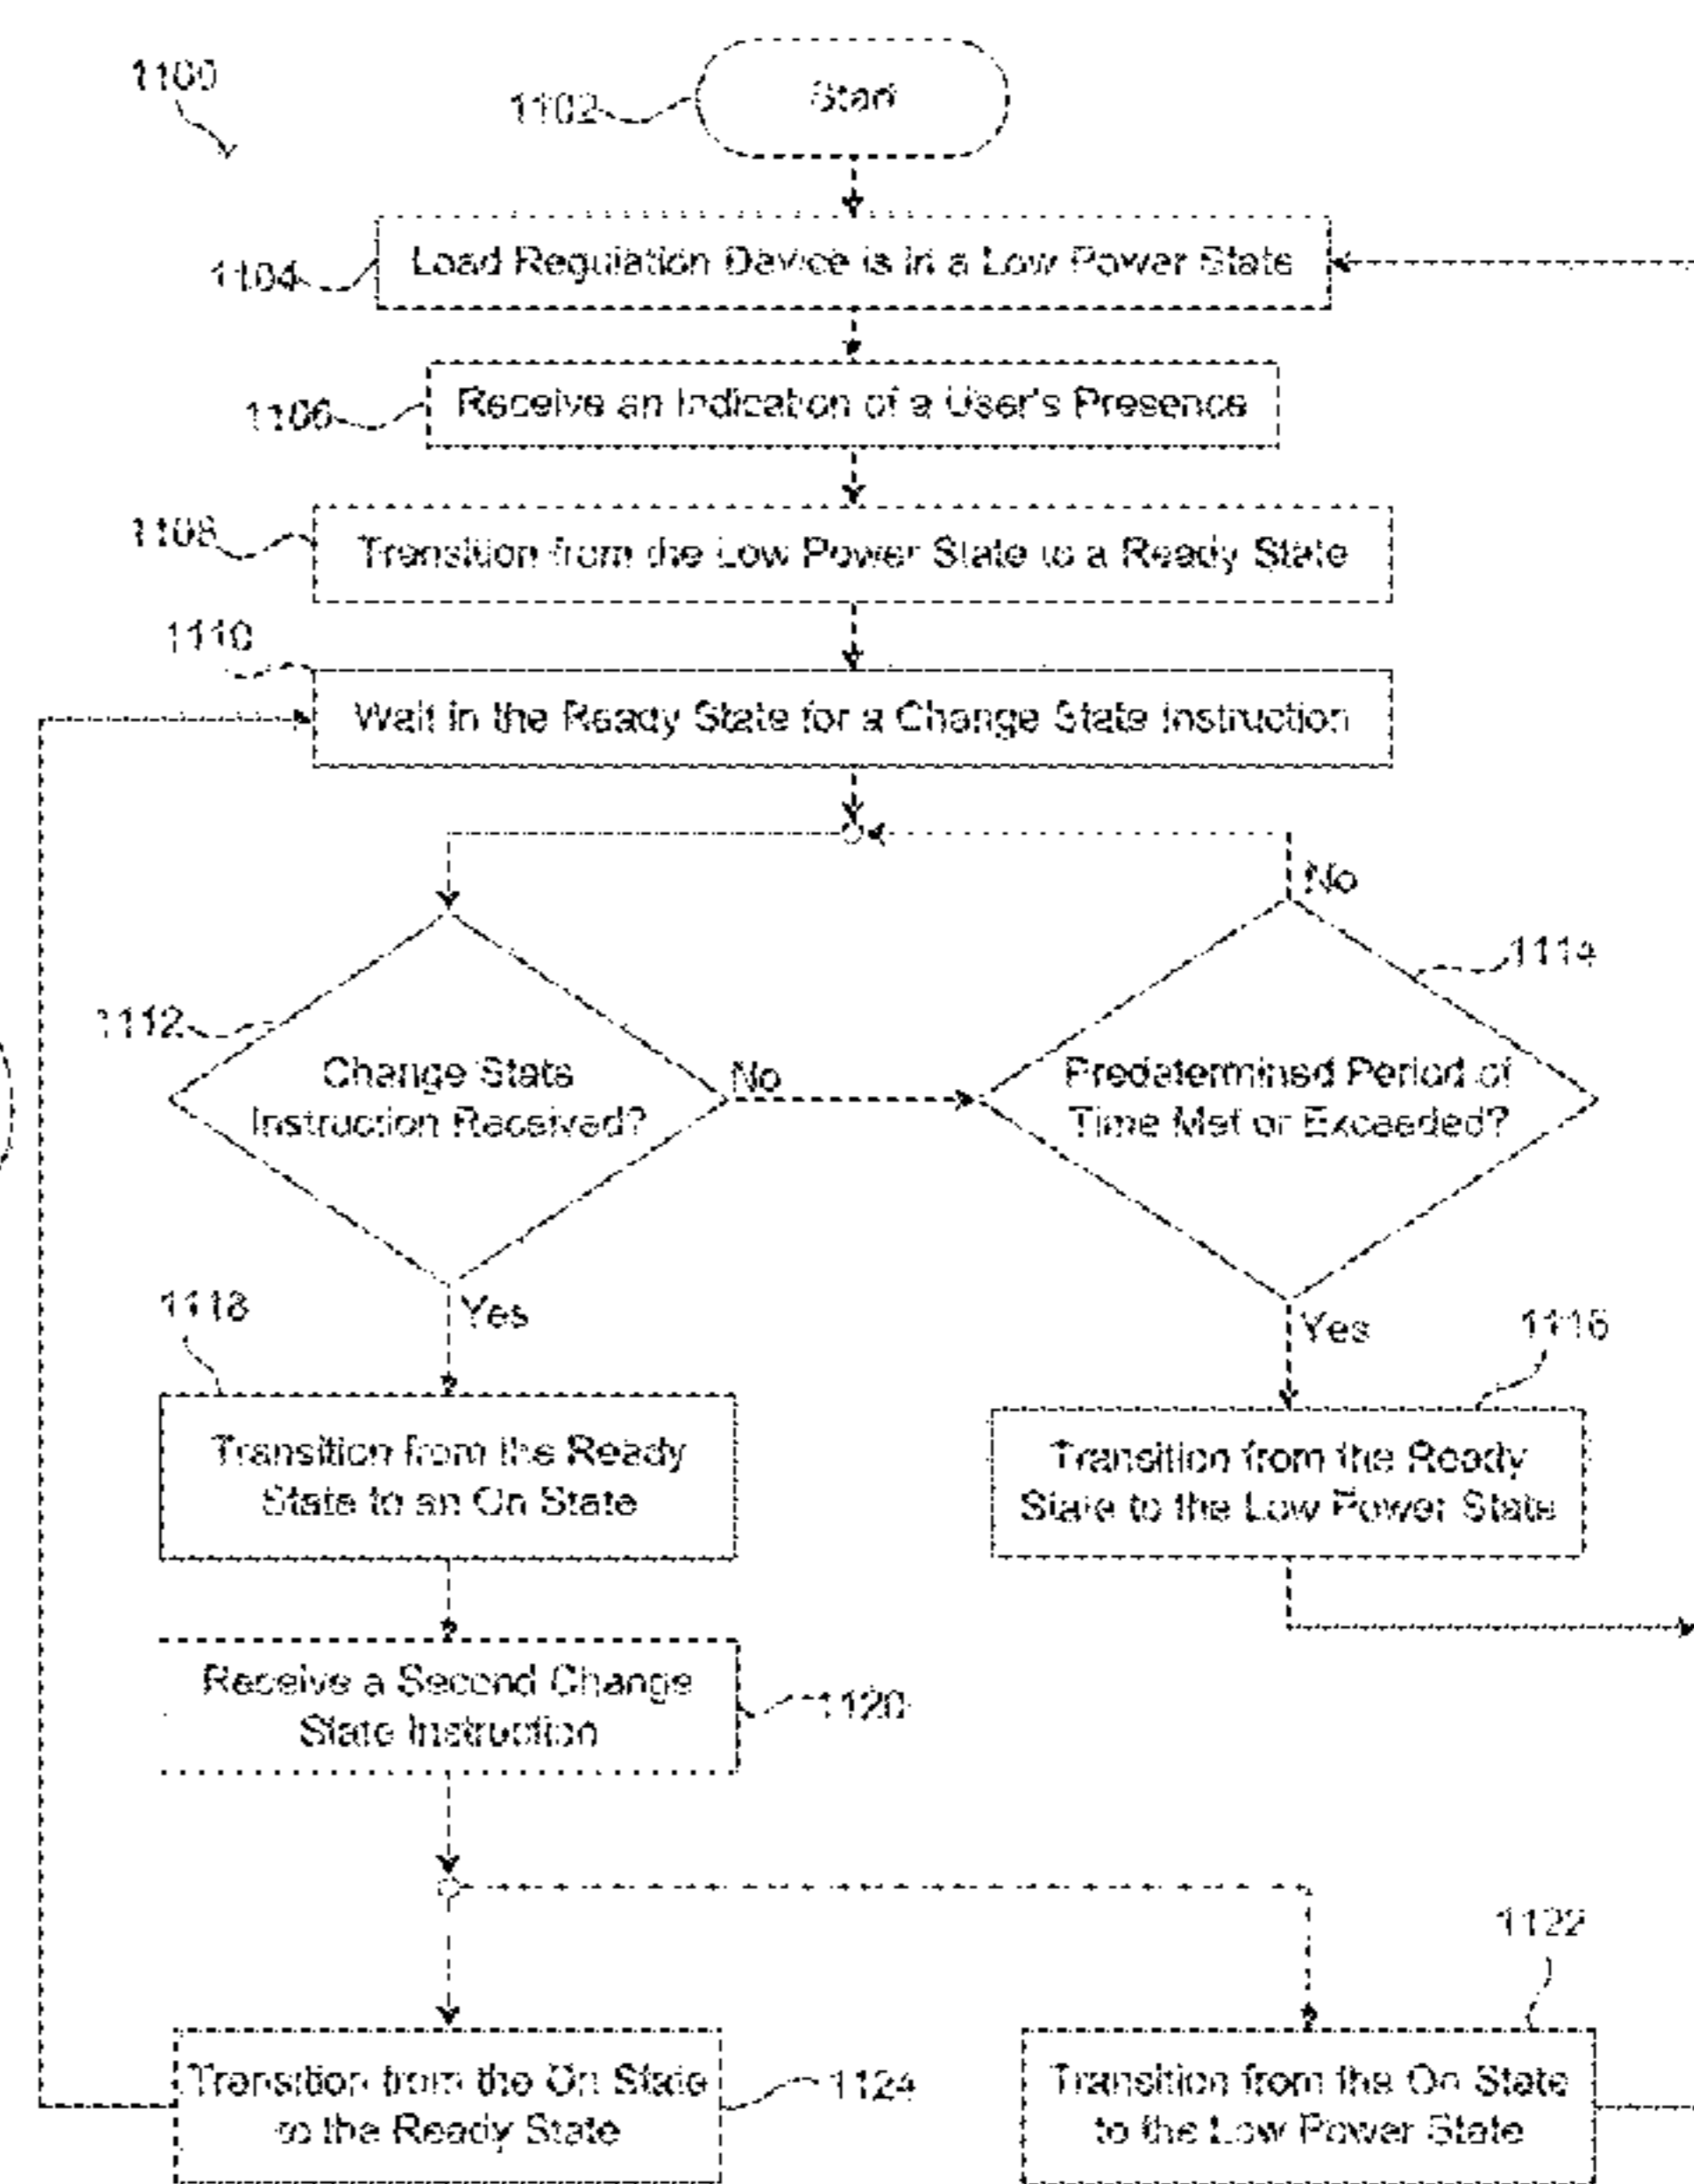 1100
1102
Start
1104
Load Regulation Device is in a Low Power State
1106
Receive an Indication of a User's Presence
1108
Transition from the Low Power State to a Ready State
1110
Wait in the Ready State for a Change State Instruction
No
1114
1112
Change State
Instruction Received?
No
Predetermined Period of
Time Met or Exceeded?
1118
Yes
Yes
1116
Transition from the Ready
State to an On State
Transition from the Ready
State to the Low Power State
Receive a Second Change
State Instruction
1120
1122
Transition from the On State
to the Ready State
1124
Transition from the On State
to the Low Power State